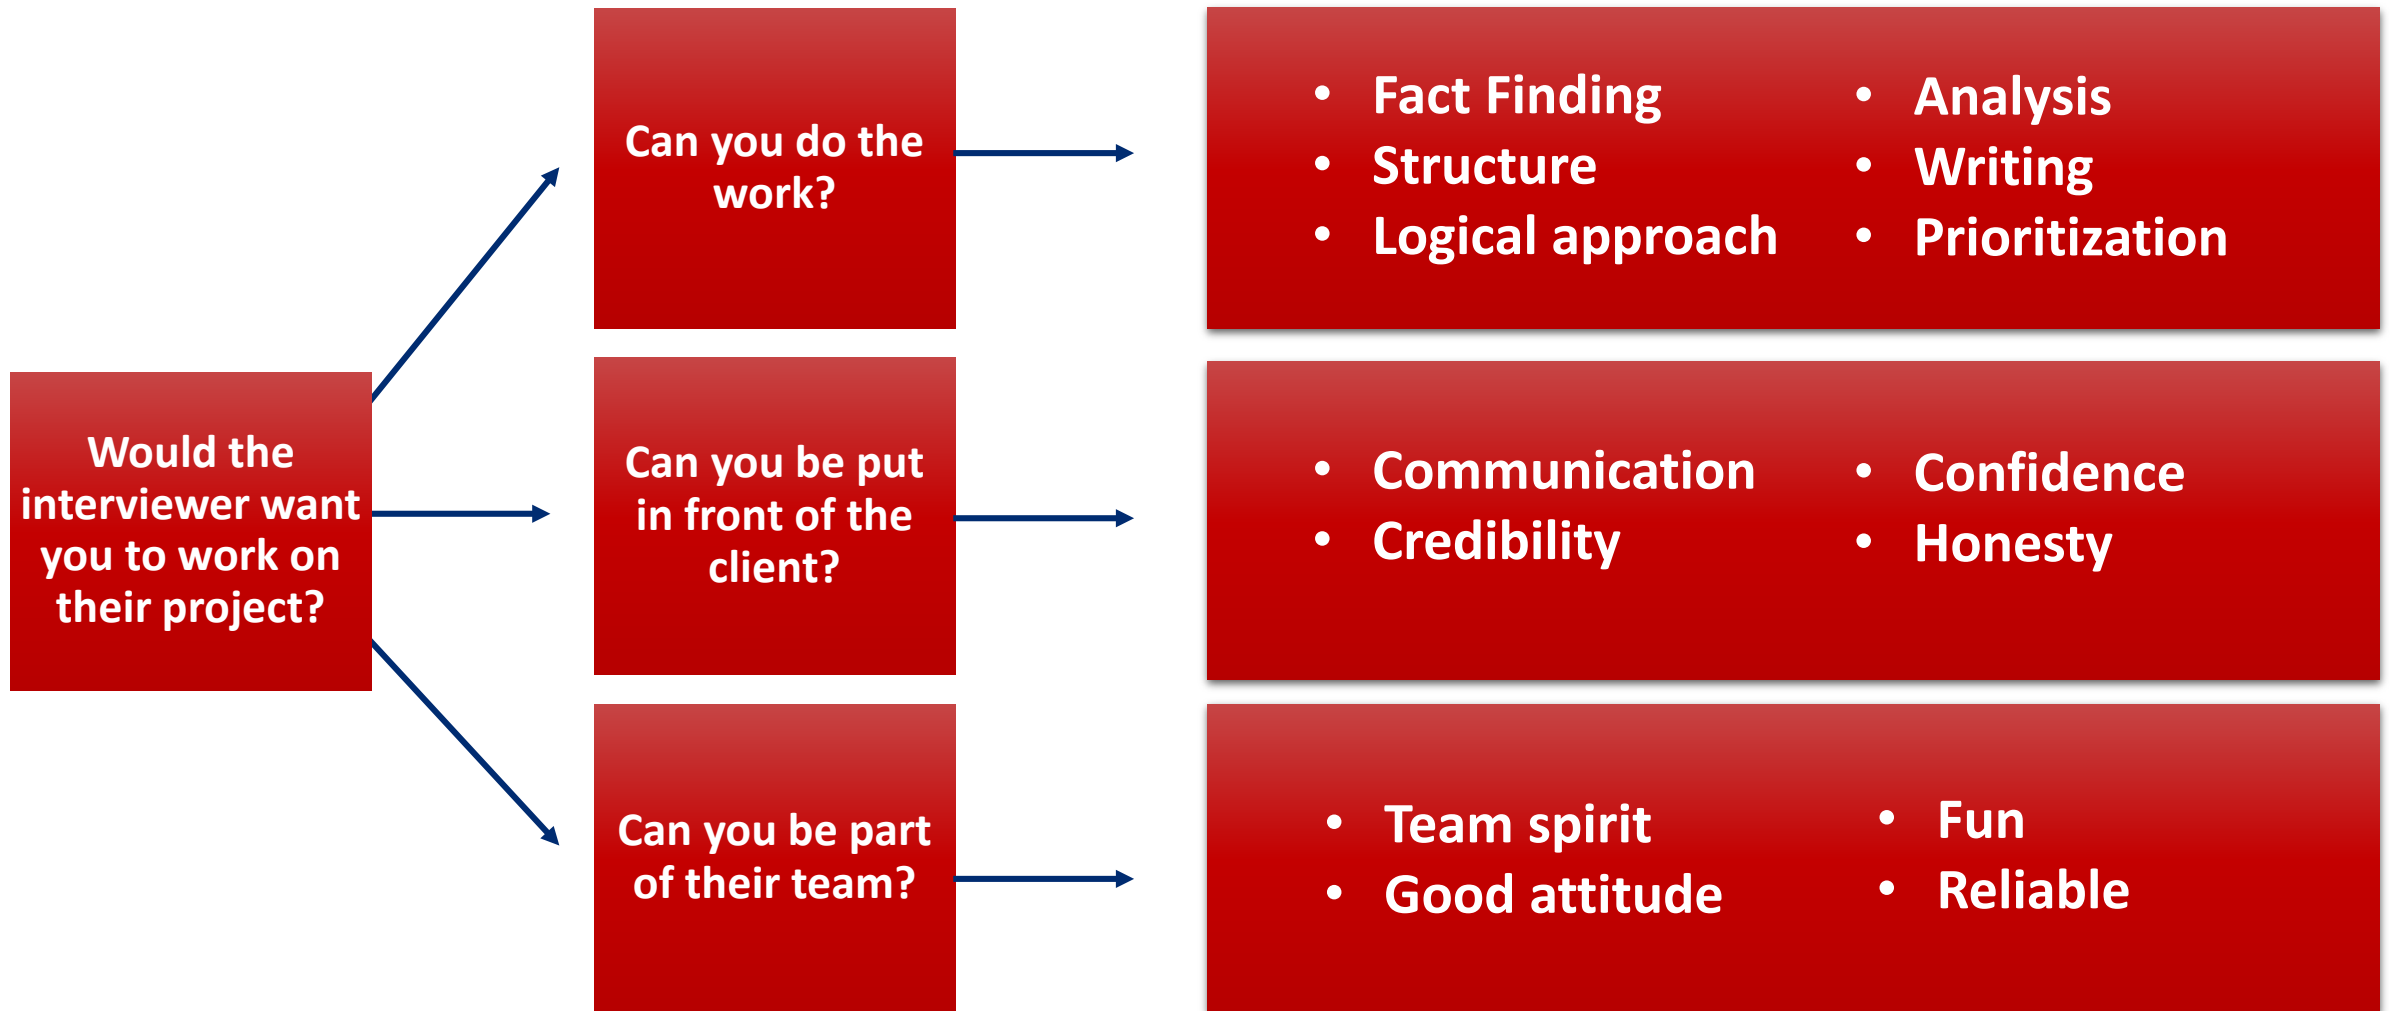 Would the
interviewer want
you to work on
their project?
Can you do the
work?
• Fact Finding
• Structure
• Logical approach
• Analysis
• Writing
• Prioritization
Can you be put
in front of the
client?
• Communication
• Credibility
• Confidence
• Honesty
Can you be part
of their team?
• Team spirit
• Good attitude
• Fun
• Reliable